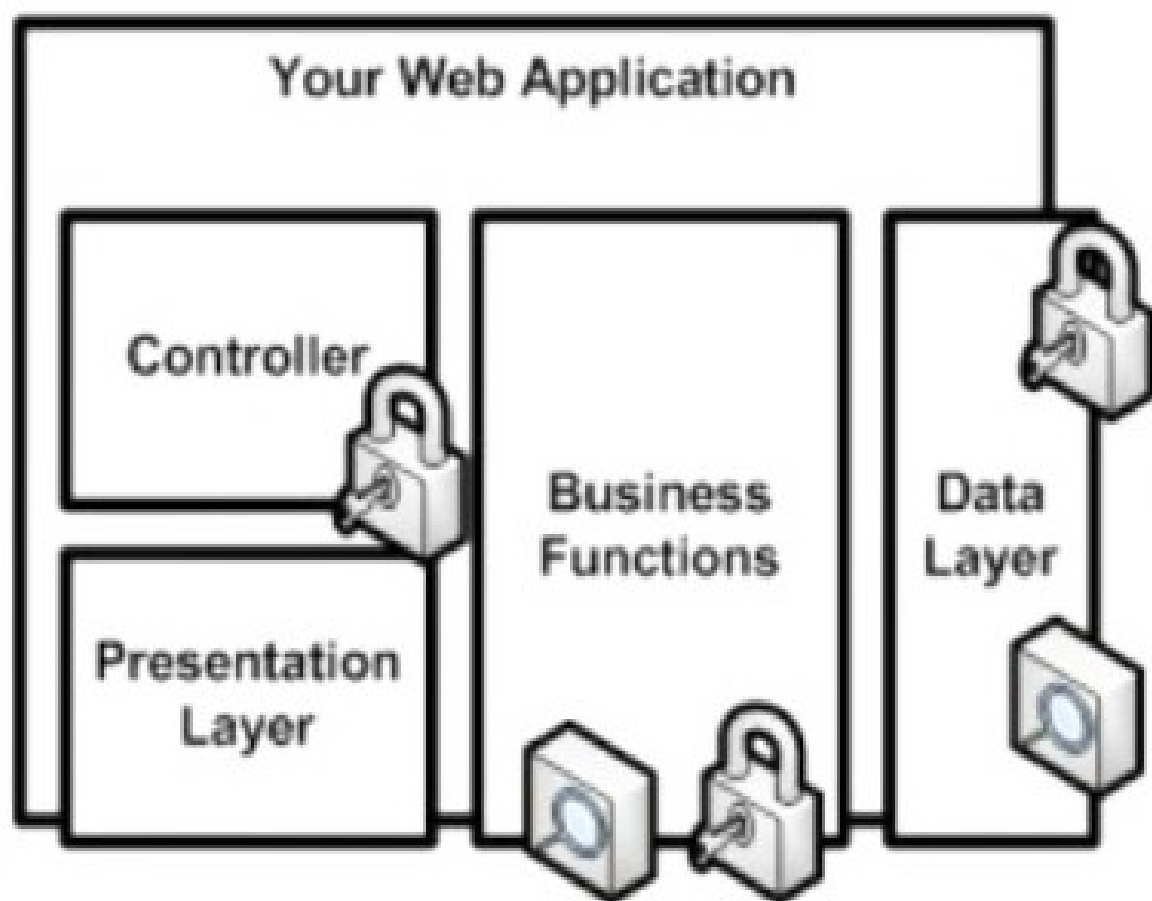 Your Web Application
Controller
Presentation
Layer
Business
Functions
Data
Layer